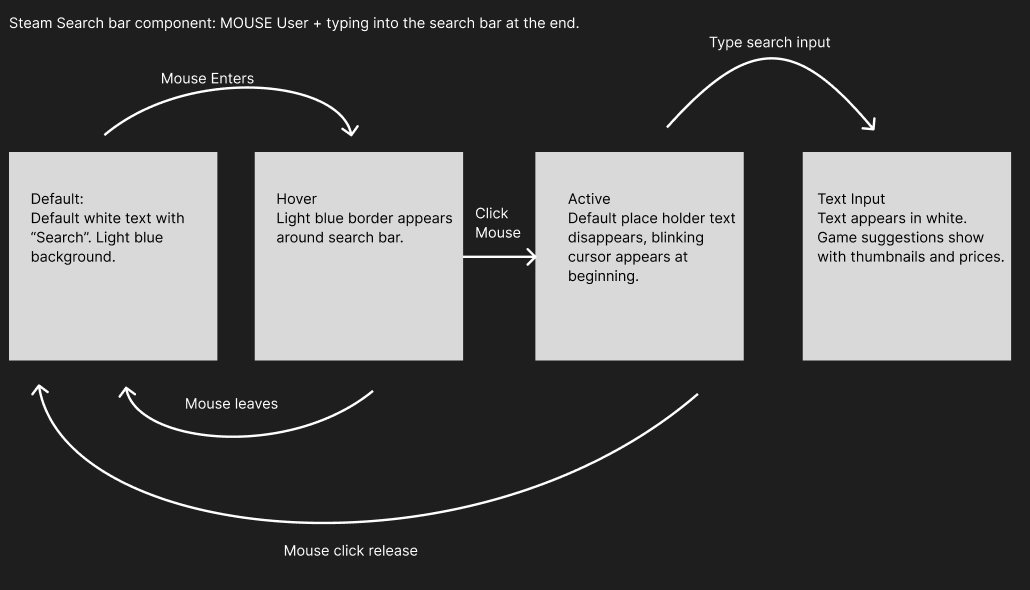 Steam Search bar component: MOUSE User + typing into the search bar at the end.
Type search input
Mouse Enters
Default:
Default white text with
“Search”. Light blue
background.
Hover
Light blue border appears
around search bar.
Click
Mouse
Active
Default place holder text
disappears, blinking
cursor appears at
beginning.
Text Input
Text appears in white.
Game suggestions show
with thumbnails and prices.
Mouse leaves
Mouse click release